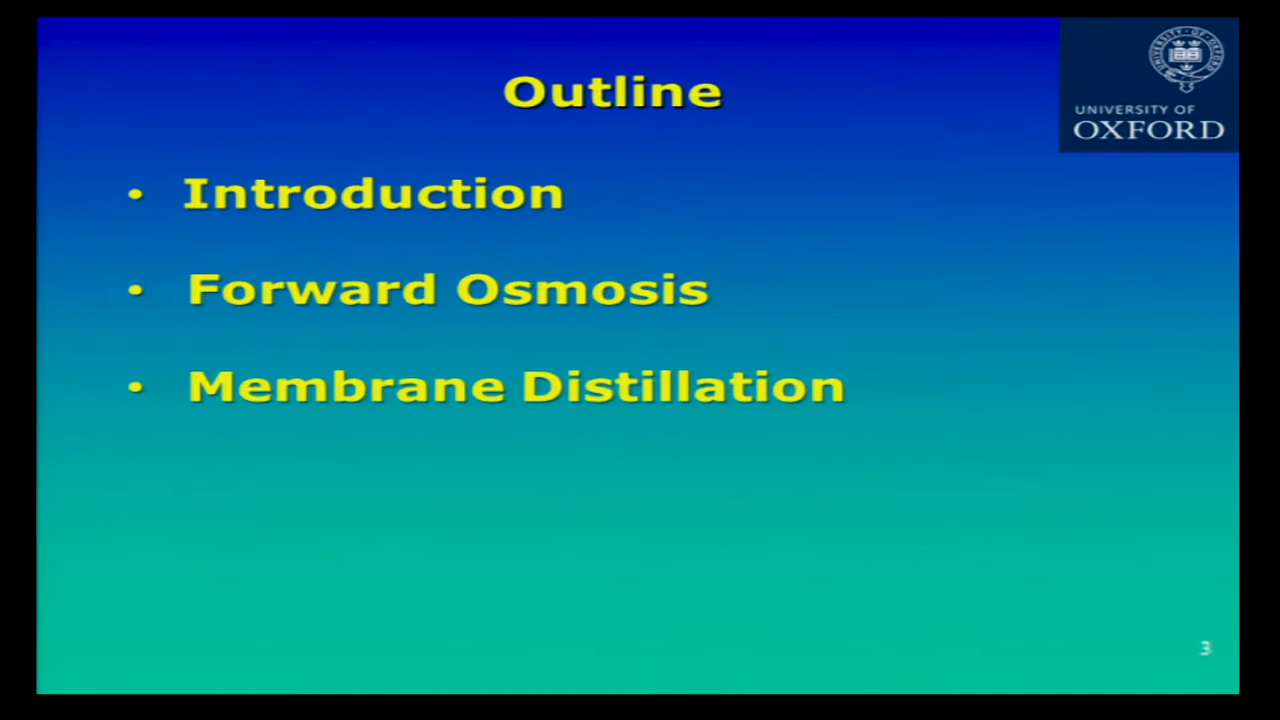 Outline
UNIVERSITY OF
OXFORD
• Introduction
• Forward Osmosis
• Membrane Distillation
3